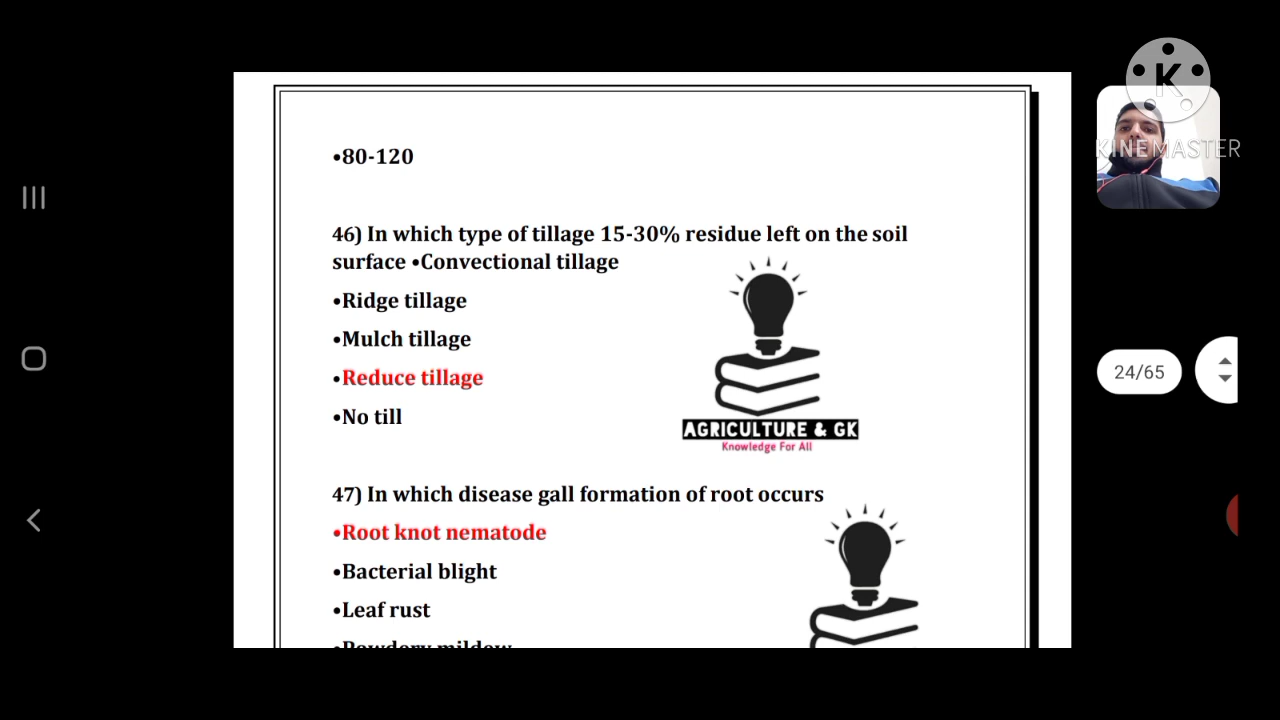 •80-120
46) In which type of tillage 15-30% residue left on the soil
surface •Convectional tillage
•Ridge tillage
•Mulch tillage
•Reduce tillage
•No till
AGRICULTURE & GK
Knowledge For All
47) In which disease gall formation of root occurs
•Root knot nematode
•Bacterial blight
•Leaf rust
•Powdery mildew
K
KINEMASTER
24/65